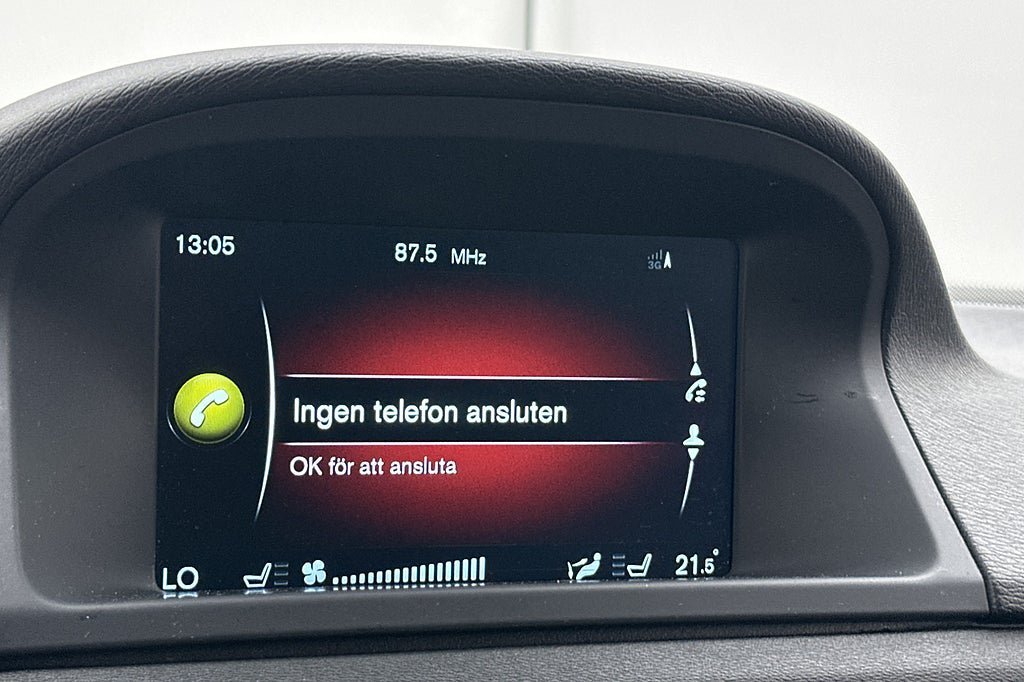 13:05
87.5 MHz
3G
Ingen telefon ansluten
OK för att ansluta
LO
21.5°